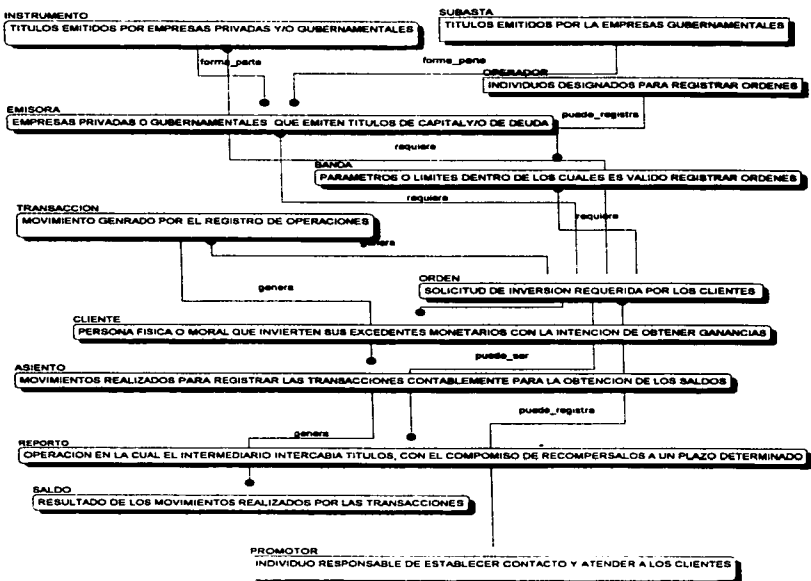 INSTRUMENTO
TITULOS EMITIDOS POR EMPRESAS PRIVADAS Y/O GUBERNAMENTALES
SUBASTA
TITULOS EMITIDOS POR LA EMPRESAS GUBERNAMENTALES
forma_parte
forma_parte
OPERADOR
INDIVIDUOS DESIGNADOS PARA REGISTRAR ORDENES
EMISORA
EMPRESAS PRIVADAS O GUBERNAMENTALES QUE EMITEN TITULOS DE CAPITALY/O DE DEUDA
puede_registra
requiere
BANDA
PARAMETROS O LIMITES DENTRO DE LOS CUALES ES VALIDO REGISTRAR ORDENES
requiere
requiere
TRANSACCION
MOVIMIENTO GENRADO POR EL REGISTRO DE OPERACIONES
genera
genera
ORDEN
SOLICITUD DE INVERSION REQUERIDA POR LOS CLIENTES
CLIENTE
PERSONA FISICA O MORAL QUE INVIERTEN SUS EXCEDENTES MONETARIOS CON LA INTENCION DE OBTENER GANANCIAS
puede_ser
ASIENTO
MOVIMIENTOS REALIZADOS PARA REGISTRAR LAS TRANSACCIONES CONTABLEMENTE PARA LA OBTENCION DE LOS SALDOS
puede_registra
genera
REPORTO
OPERACION EN LA CUAL EL INTERMEDIARIO INTERCABIA TITULOS, CON EL COMPOMISO DE RECOMPERSALOS A UN PLAZO DETERMINADO
SALDO
RESULTADO DE LOS MOVIMIENTOS REALIZADOS POR LAS TRANSACCIONES
PROMOTOR
INDIVIDUO RESPONSABLE DE ESTABLECER CONTACTO Y ATENDER A LOS CLIENTES